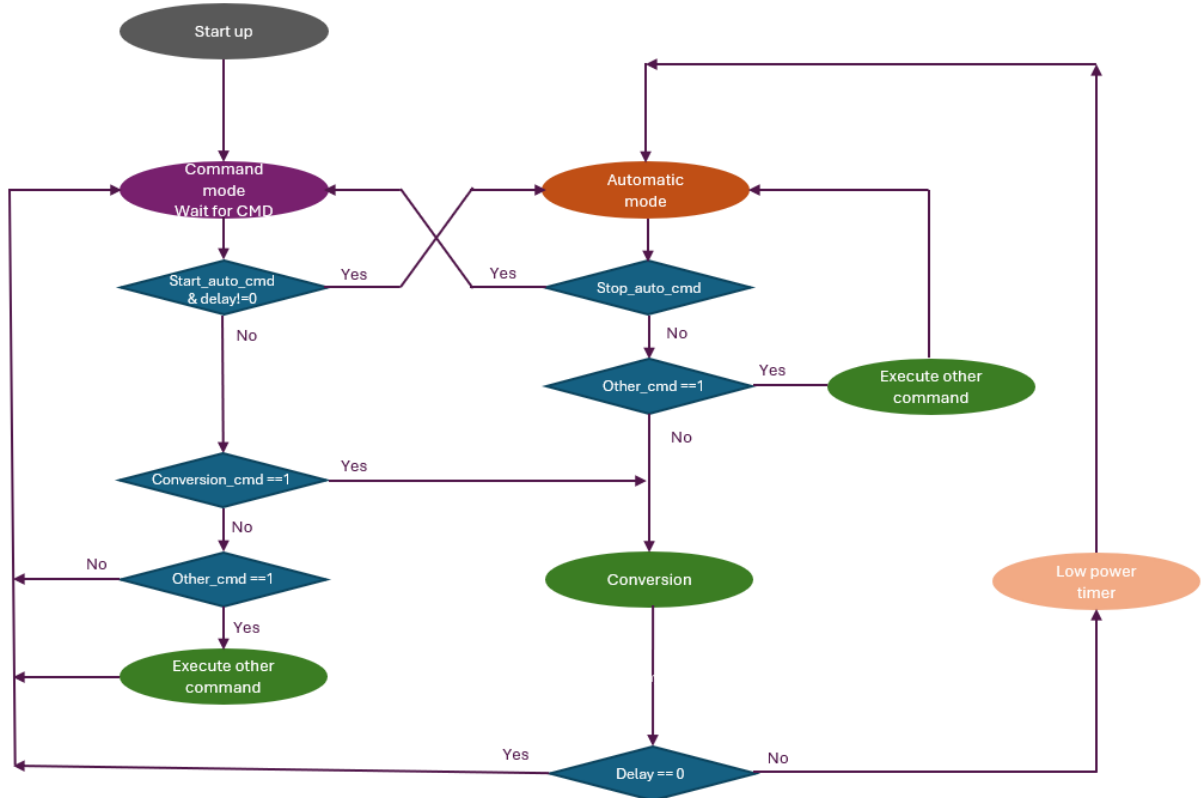 Start up
Command
mode
Wait for CMD
Automatic
mode
Start_auto_cmd
& delay!=0
Yes
Yes
Stop_auto_cmd
No
No
Other_cmd ==1
Yes
Execute other
command
No
Conversion_cmd ==1
Yes
No
No
Other_cmd ==1
Conversion
Low power
timer
Yes
Execute other
command
Yes
Delay == 0
No